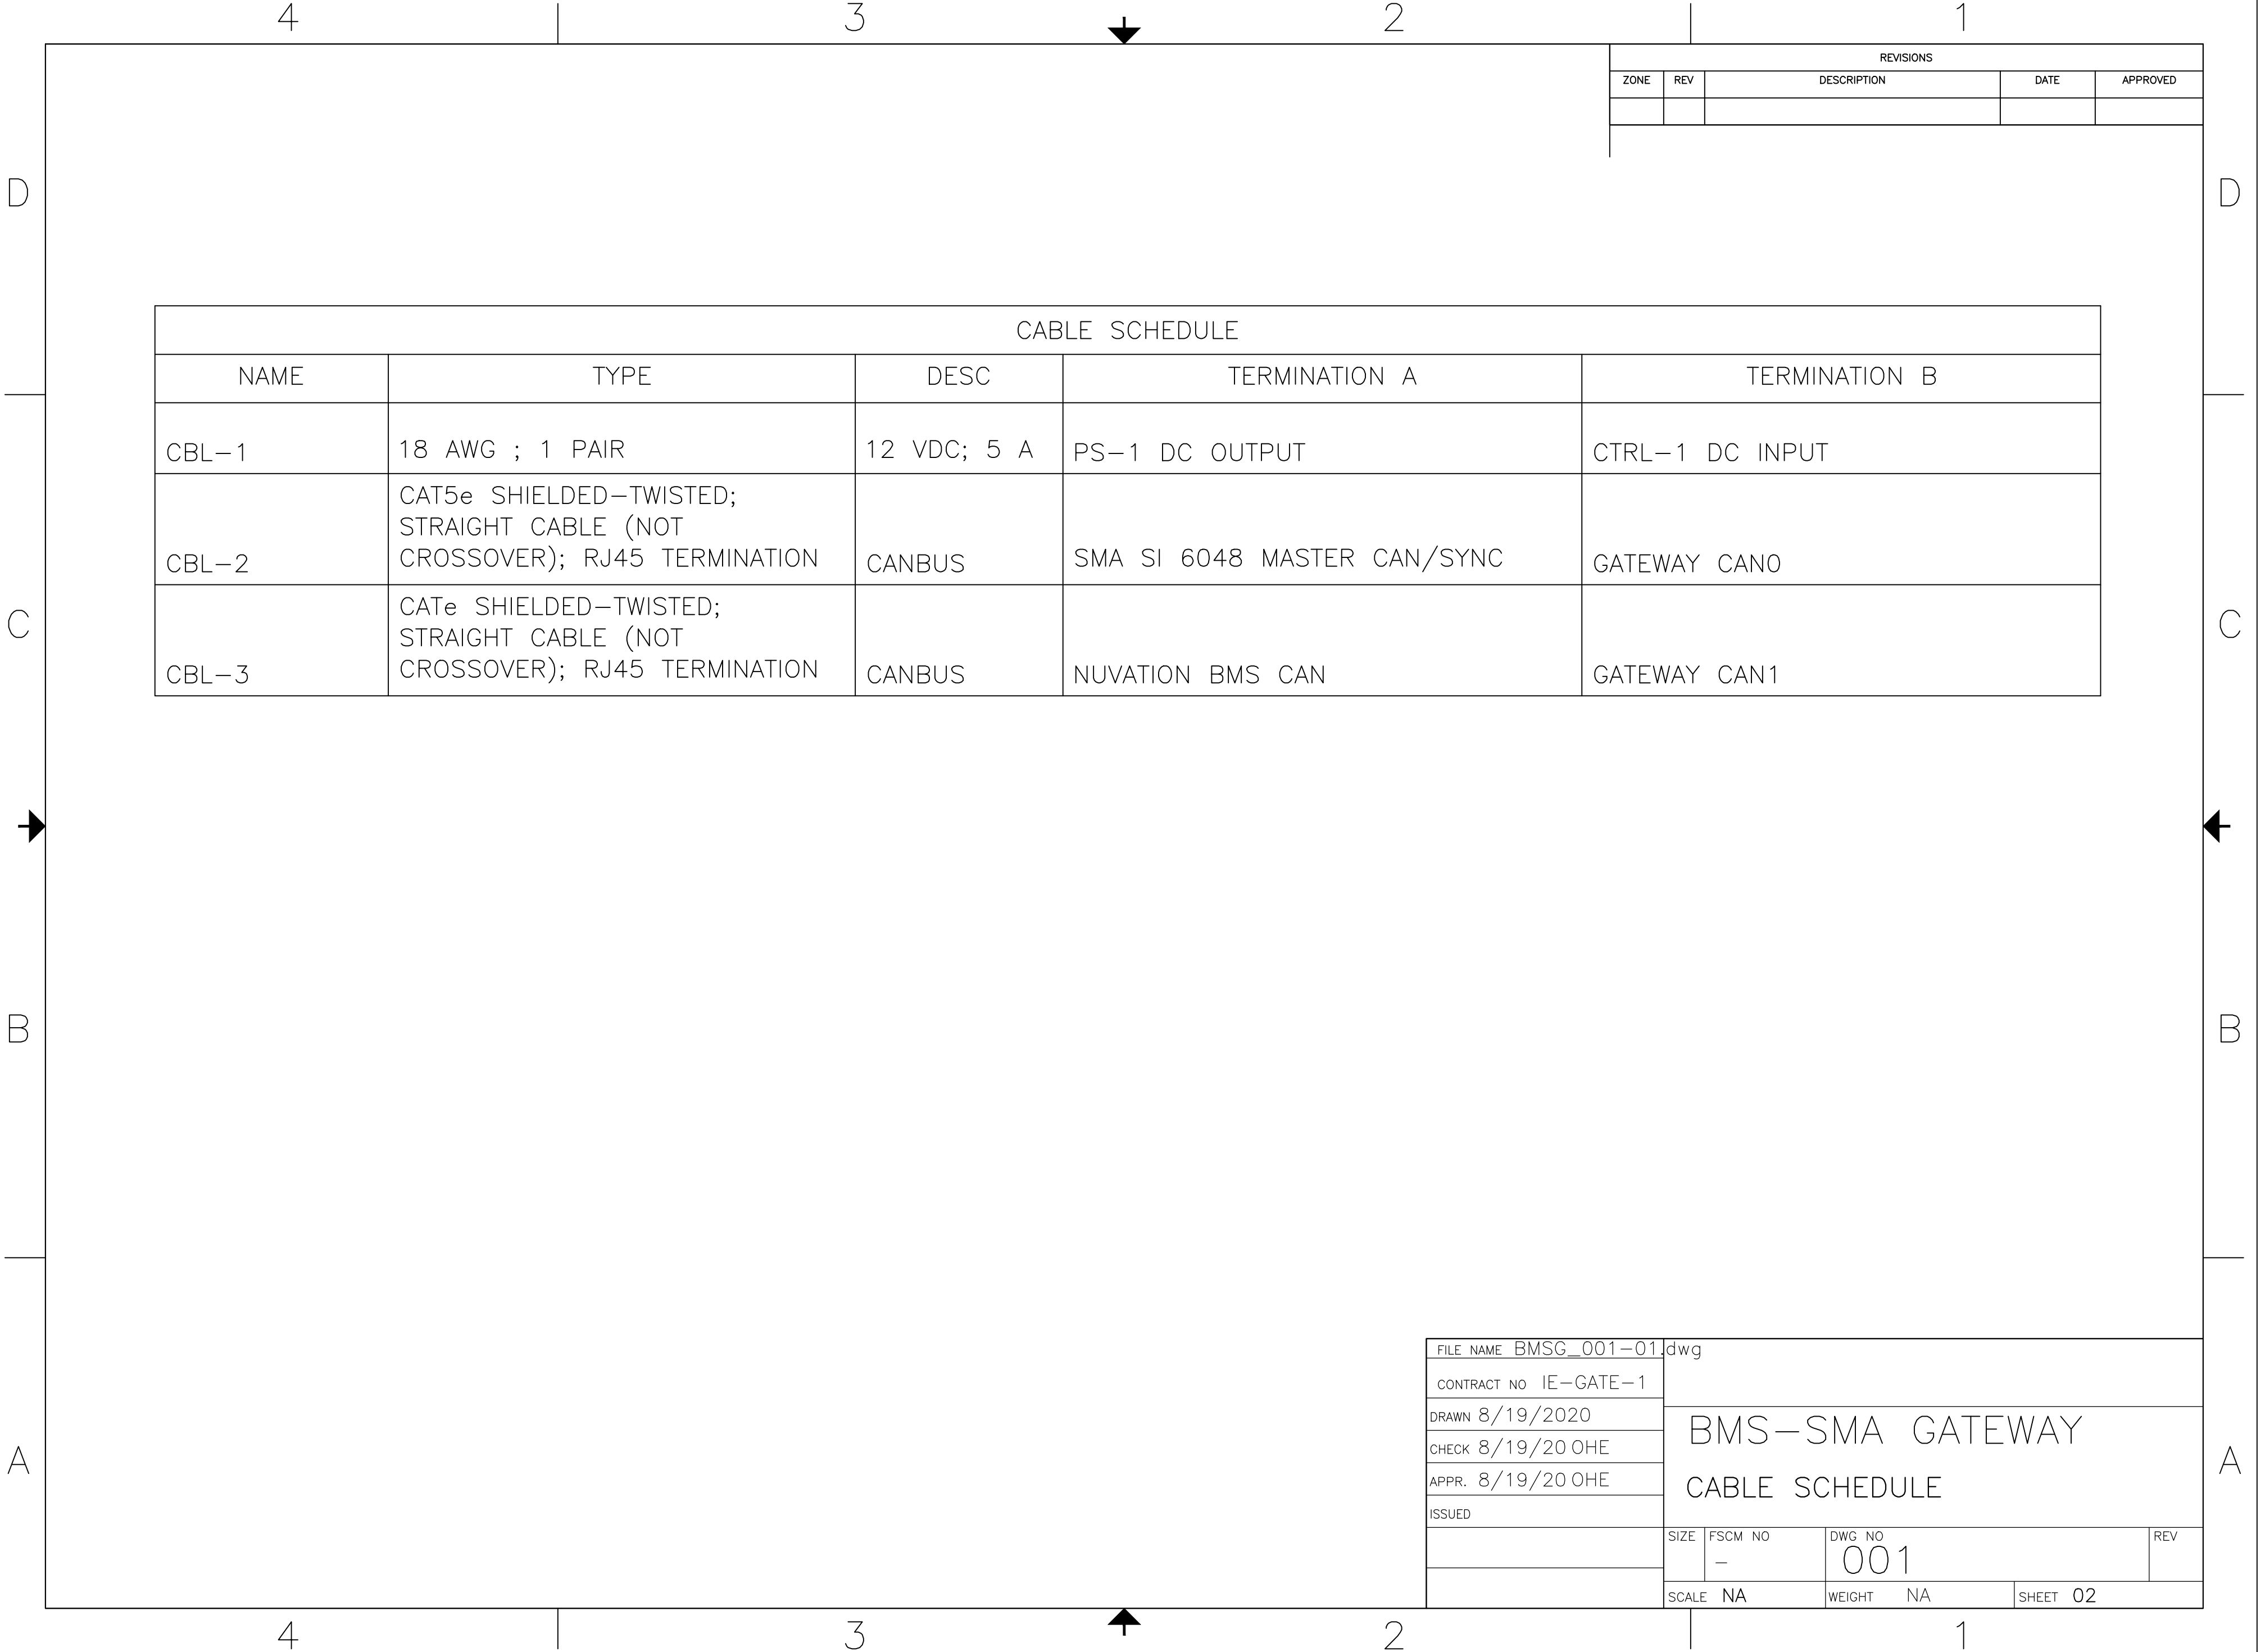 4 3 2 1
REVISIONS
ZONE REV DESCRIPTION DATE APPROVED
D D
CABLE SCHEDULE
NAME TYPE DESC TERMINATION A TERMINATION B
CBL-1 18 AWG ; 1 PAIR 12 VDC; 5 A PS-1 DC OUTPUT CTRL-1 DC INPUT
CAT5e SHIELDED-TWISTED;
STRAIGHT CABLE (NOT
CBL-2 CROSSOVER); RJ45 TERMINATION CANBUS SMA SI 6048 MASTER CAN/SYNC GATEWAY CAN0
CATe SHIELDED-TWISTED;
STRAIGHT CABLE (NOT
CBL-3 CROSSOVER); RJ45 TERMINATION CANBUS NUVATION BMS CAN GATEWAY CAN1
C C
B B
FILE NAME BMSG_001-01.dwg
CONTRACT NO IE-GATE-1
DRAWN 8/19/2020
CHECK 8/19/20 OHE
APPR. 8/19/20 OHE
ISSUED
BMS-SMA GATEWAY
CABLE SCHEDULE
A A
SIZE FSCM NO DWG NO REV
- 001
SCALE NA WEIGHT NA SHEET 02
4 3 2 1